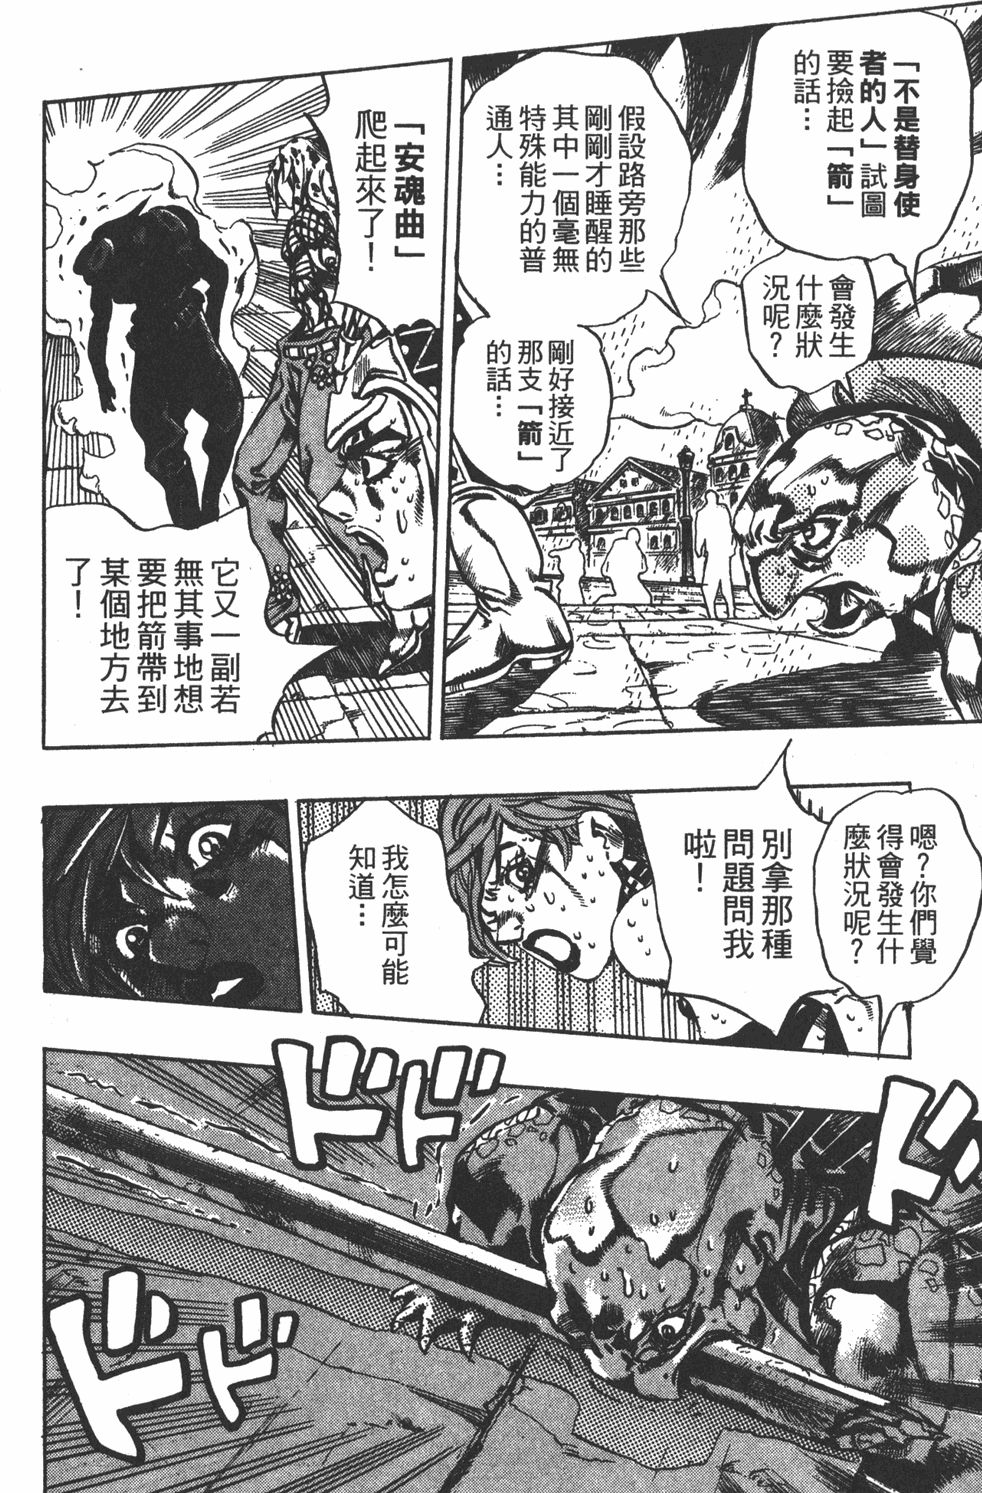 「不是替身使
者的人」試圖
要撿起「箭」
的話…
會發生
什麼狀
況呢？
假設路旁那些
剛剛才睡醒的
其中一個毫無
特殊能力的普
通人…
剛好接近了
那支「箭」
的話…
「安魂曲」
爬起來了！
它又一副若
無其事地想
要把箭帶到
某個地方去
了！
嗯？你們覺
得會發生什
麼狀況呢？
別拿那種
問題問我
啦！
我怎麼可能
知道…
ド
ドド
ドド